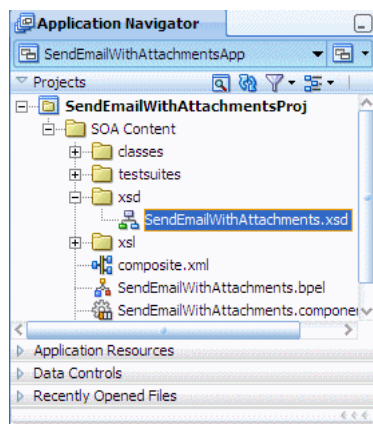 Application Navigator
SendEmailWithAttachmentsApp
Projects
SendEmailWithAttachmentsProj
SOA Content
classes
testsuites
xsd
SendEmailWithAttachments.xsd
xsl
composite.xml
SendEmailWithAttachments.bpel
SendEmailWithAttachments.componen
Application Resources
Data Controls
Recently Opened Files